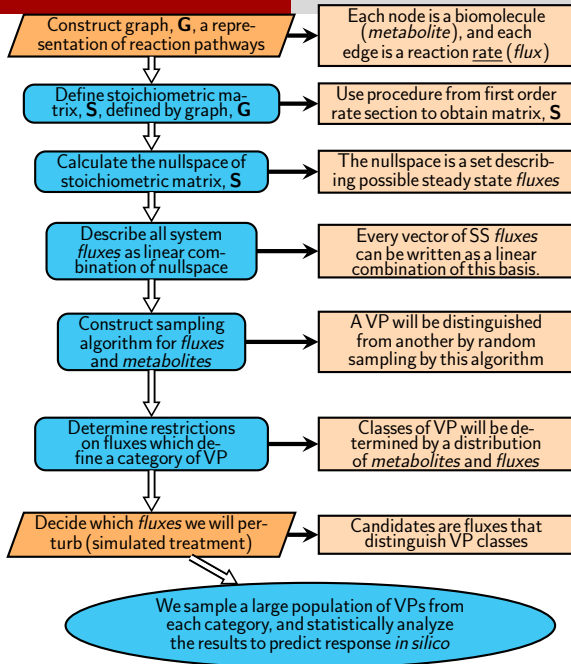 Construct graph, G, a repre-
sentation of reaction pathways
Each node is a biomolecule
(metabolite), and each
edge is a reaction rate (flux)
Define stoichiometric ma-
trix, S, defined by graph, G
Use procedure from first order
rate section to obtain matrix, S
Calculate the nullspace of
stoichiometric matrix, S
The nullspace is a set describ-
ing possible steady state fluxes
Describe all system
fluxes as linear com-
bination of nullspace
Every vector of SS fluxes
can be written as a linear
combination of this basis.
Construct sampling
algorithm for fluxes
and metabolites
A VP will be distinguished
from another by random
sampling by this algorithm
Determine restrictions
on fluxes which de-
fine a category of VP
Classes of VP will be de-
termined by a distribution
of metabolites and fluxes
Decide which fluxes we will per-
turb (simulated treatment)
Candidates are fluxes that
distinguish VP classes
We sample a large population of VPs from
each category, and statistically analyze
the results to predict response in silico